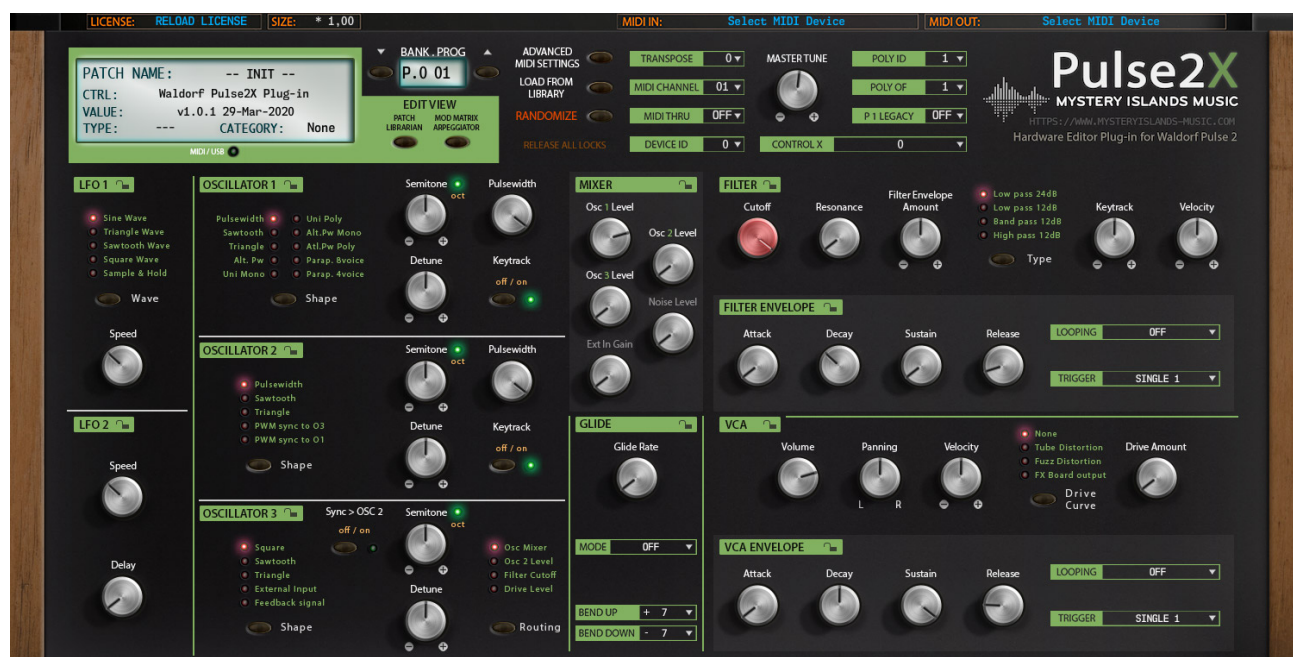 LICENSE: RELOAD LICENSE SIZE: * 1,00 MIDI IN: Select MIDI Device MIDI OUT: Select MIDI Device
PATCH NAME: -- INIT --
CTRL: Waldorf Pulse2X Plug-in
VALUE: v1.0.1 29-Mar-2020
TYPE: --- CATEGORY: None
MIDI / USB
BANK . PROG
P.0 01
EDIT VIEW
PATCH LIBRARIAN
MOD MATRIX ARPEGGIATOR
ADVANCED
MIDI SETTINGS
LOAD FROM
LIBRARY
RANDOMIZE
RELEASE ALL LOCKS
TRANSPOSE 0
MIDI CHANNEL 01
MIDI THRU OFF
DEVICE ID 0
MASTER TUNE
CONTROL X 0
POLY ID 1
POLY OF 1
P 1 LEGACY OFF
Pulse2X
MYSTERY ISLANDS MUSIC
HTTPS://WWW.MYSTERYISLANDS-MUSIC.COM
Hardware Editor Plug-in for Waldorf Pulse 2
LFO 1
Sine Wave
Triangle Wave
Sawtooth Wave
Square Wave
Sample & Hold
Wave
Speed
LFO 2
Speed
Delay
OSCILLATOR 1
Pulsewidth Uni Poly
Sawtooth Alt.Pw Mono
Triangle Atl.Pw Poly
Alt. Pw Parap. 8voice
Uni Mono Parap. 4voice
Shape
Semitone
oct
Pulsewidth
Detune
Keytrack
off / on
OSCILLATOR 2
Pulsewidth
Sawtooth
Triangle
PWM sync to O3
PWM sync to O1
Shape
Semitone
oct
Pulsewidth
Detune
Keytrack
off / on
OSCILLATOR 3
Sync > OSC 2
off / on
Square
Sawtooth
Triangle
External Input
Feedback signal
Shape
Semitone
oct
Detune
Osc Mixer
Osc 2 Level
Filter Cutoff
Drive Level
Routing
MIXER
Osc 1 Level
Osc 2 Level
Osc 3 Level
Noise Level
Ext In Gain
GLIDE
Glide Rate
MODE OFF
BEND UP + 7
BEND DOWN - 7
FILTER
Cutoff
Resonance
Filter Envelope
Amount
Low pass 24dB
Low pass 12dB
Band pass 12dB
High pass 12dB
Type
Keytrack
Velocity
FILTER ENVELOPE
Attack
Decay
Sustain
Release
LOOPING OFF
TRIGGER SINGLE 1
VCA
Volume
Panning
L R
Velocity
None
Tube Distortion
Fuzz Distortion
FX Board output
Drive
Curve
Drive Amount
VCA ENVELOPE
Attack
Decay
Sustain
Release
LOOPING OFF
TRIGGER SINGLE 1